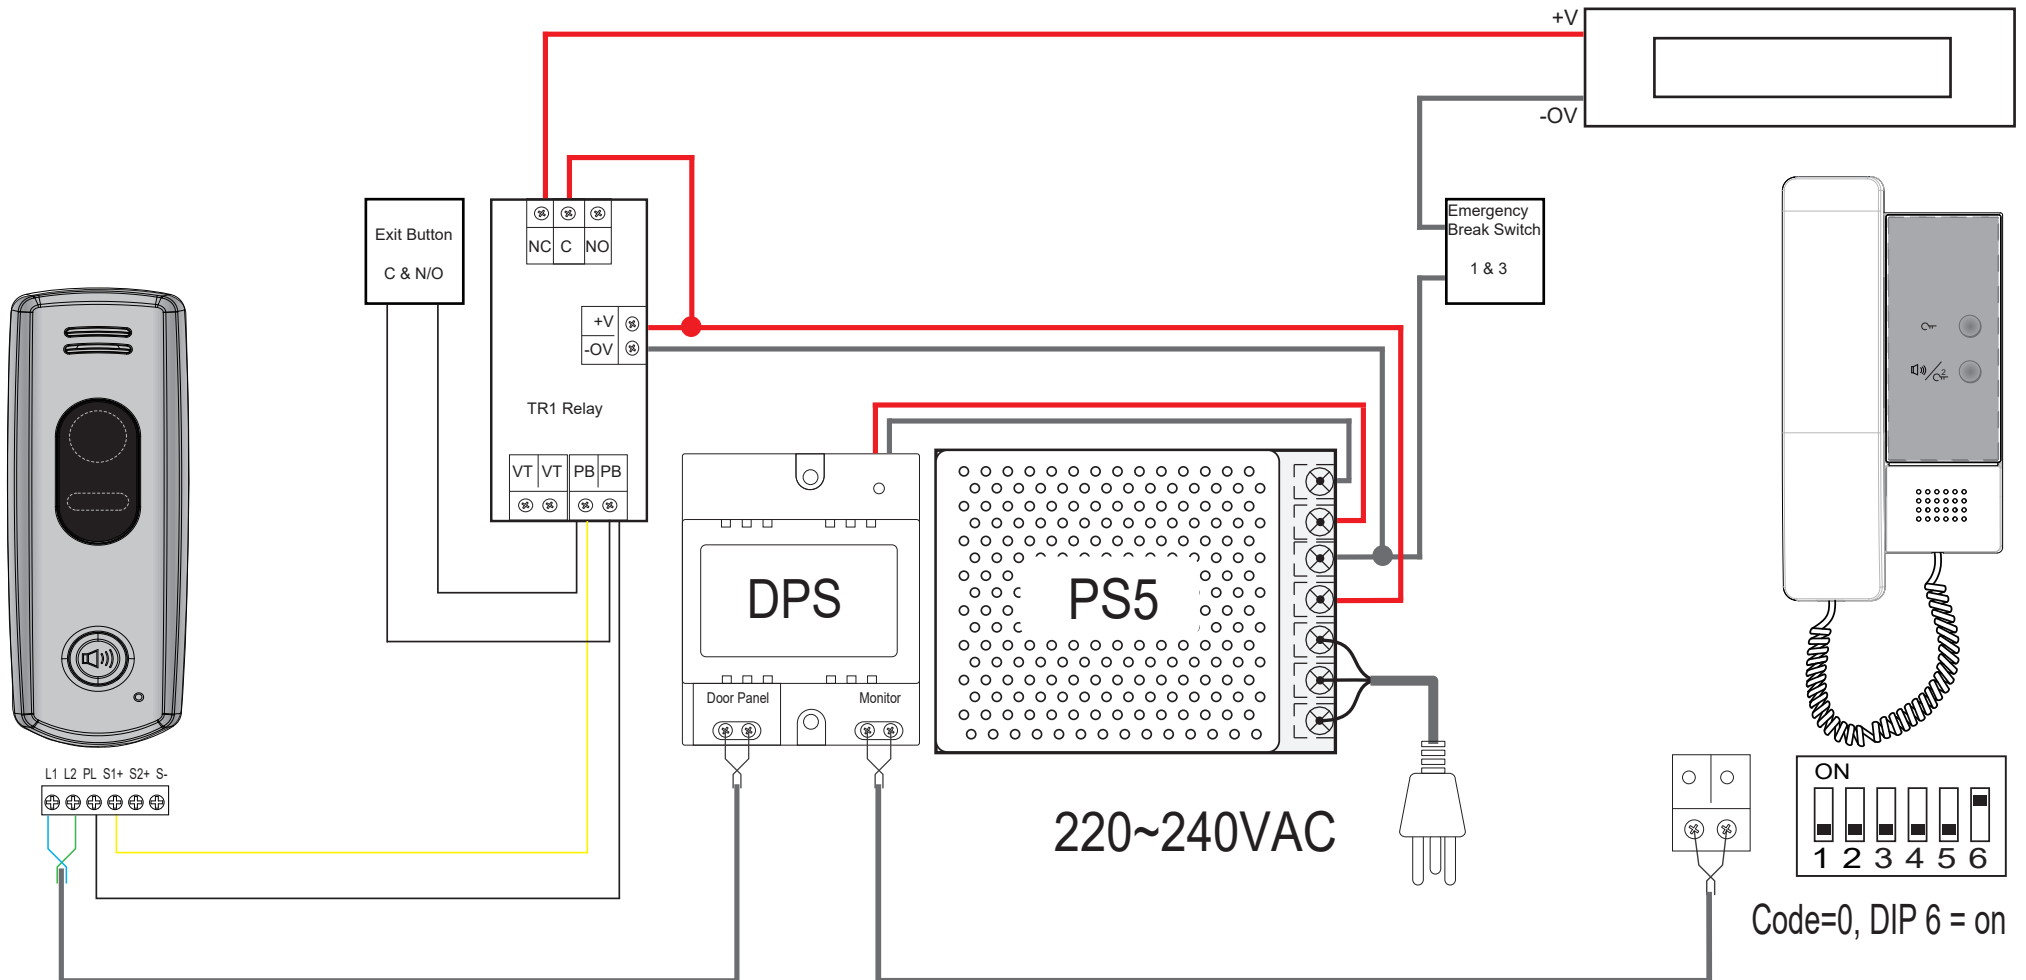 +V
-OV
Exit Button
C & N/O
NC C NO
+V
-OV
TR1 Relay
VT VT PB PB
Emergency
Break Switch
1 & 3
2
DPS
PS5
Door Panel
Monitor
L1 L2 PL S1+ S2+ S-
220~240VAC
ON
1 2 3 4 5 6
Code=0, DIP 6 = on